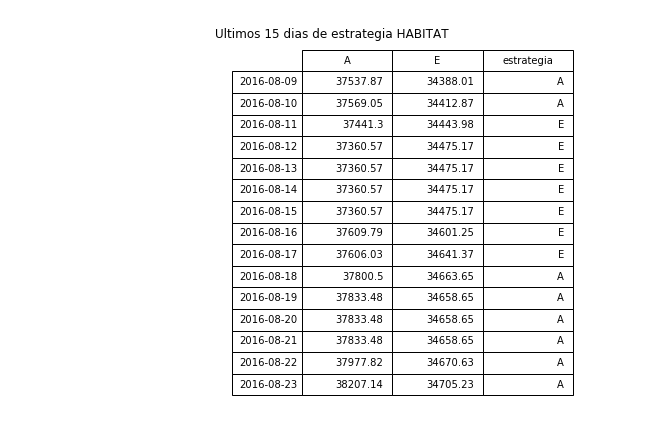 Ultimos 15 dias de estrategia HABITAT
A E estrategia
2016-08-09 37537.87 34388.01 A
2016-08-10 37569.05 34412.87 A
2016-08-11 37441.3 34443.98 E
2016-08-12 37360.57 34475.17 E
2016-08-13 37360.57 34475.17 E
2016-08-14 37360.57 34475.17 E
2016-08-15 37360.57 34475.17 E
2016-08-16 37609.79 34601.25 E
2016-08-17 37606.03 34641.37 E
2016-08-18 37800.5 34663.65 A
2016-08-19 37833.48 34658.65 A
2016-08-20 37833.48 34658.65 A
2016-08-21 37833.48 34658.65 A
2016-08-22 37977.82 34670.63 A
2016-08-23 38207.14 34705.23 A